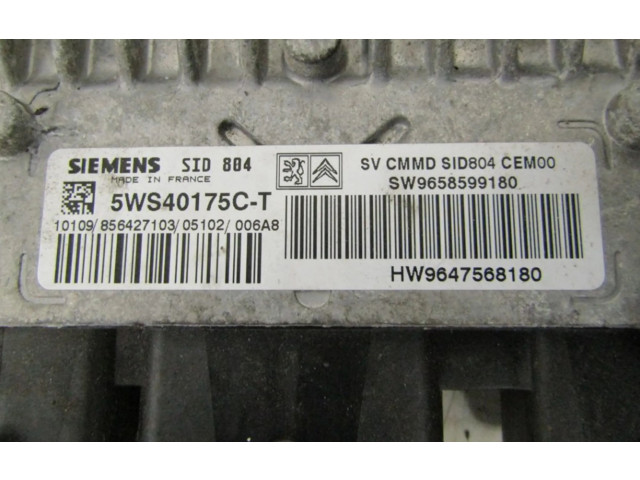 SIEMENS SID 804
MADE IN FRANCE
5WS40175C-T
10109/856427103/05102/006A8
SV CMMD SID804 CEM00
SW9658599180
HW9647568180